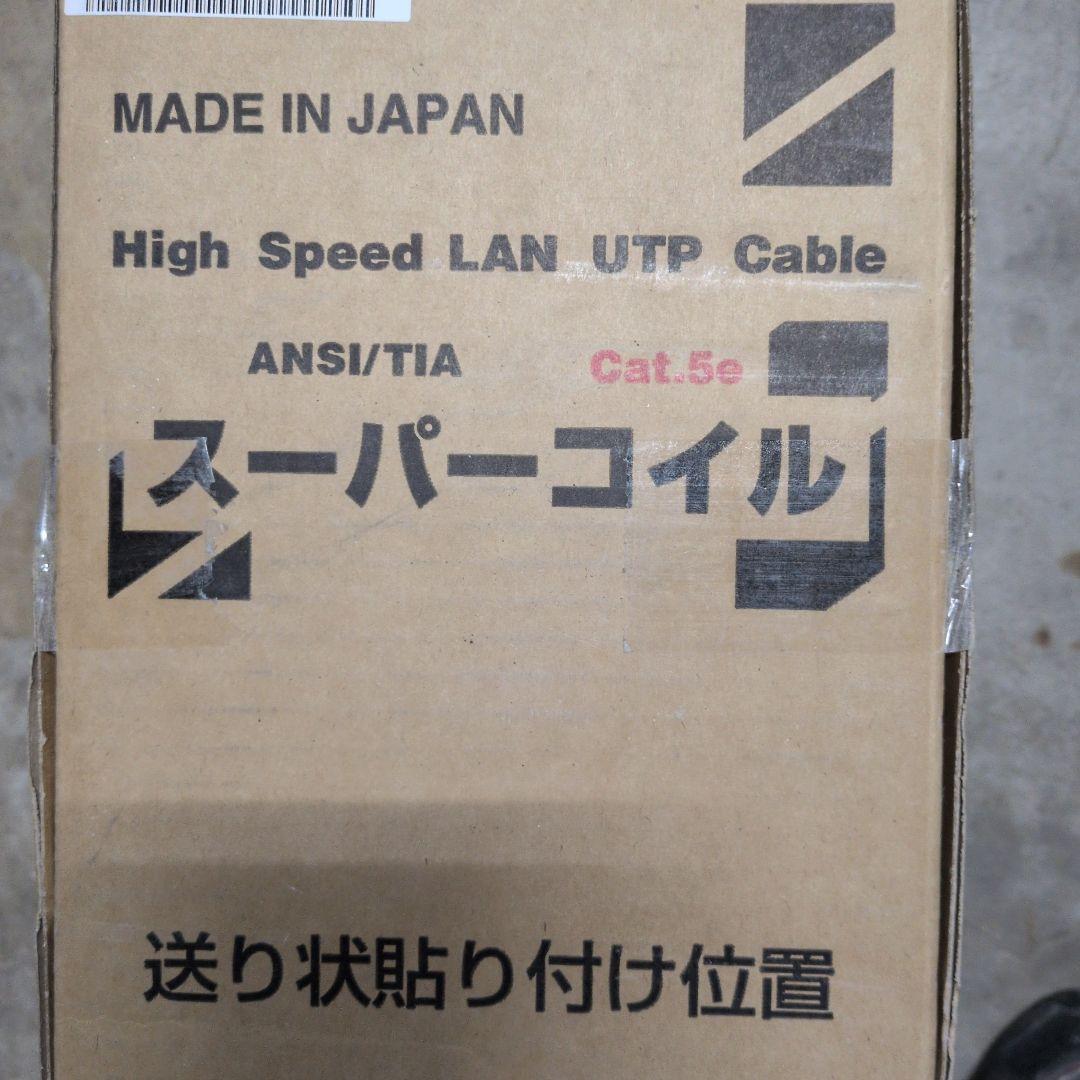 MADE IN JAPAN
High Speed LAN UTP Cable
ANSI/TIA Cat.5e
スーパーコイル
送り状貼り付け位置